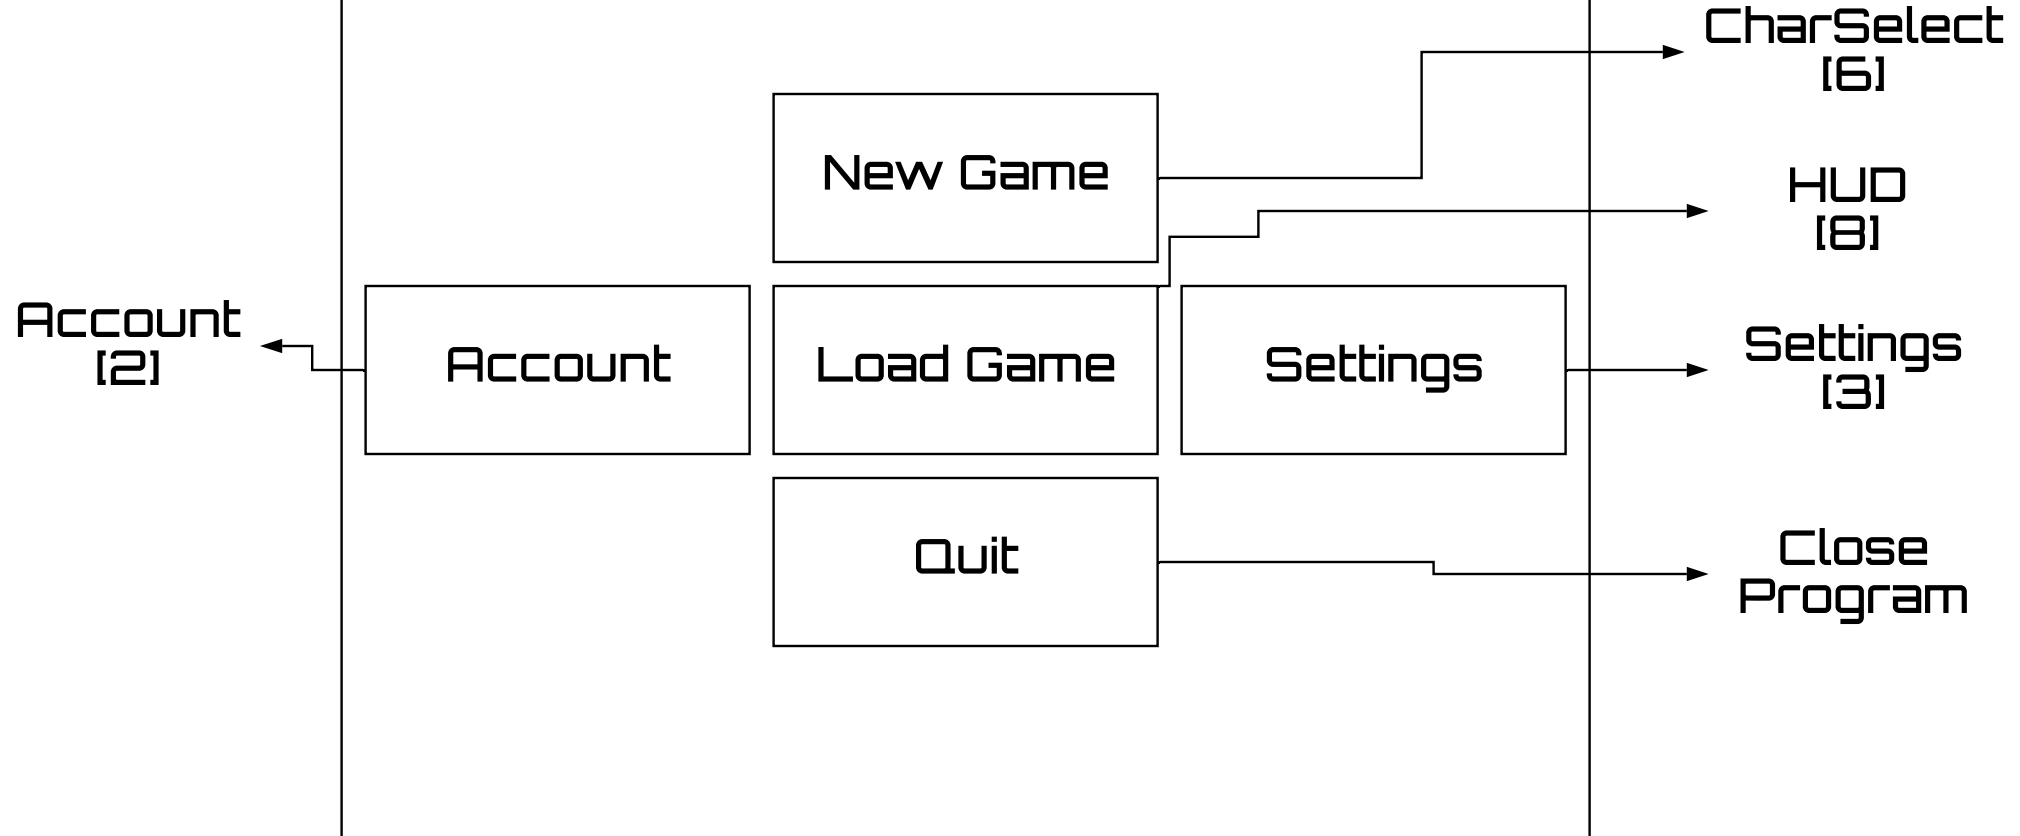 CharSelect
[6]
New Game
HUD
[8]
Account
[2]
Account
Load Game
Settings
Settings
[3]
Quit
Close
Program